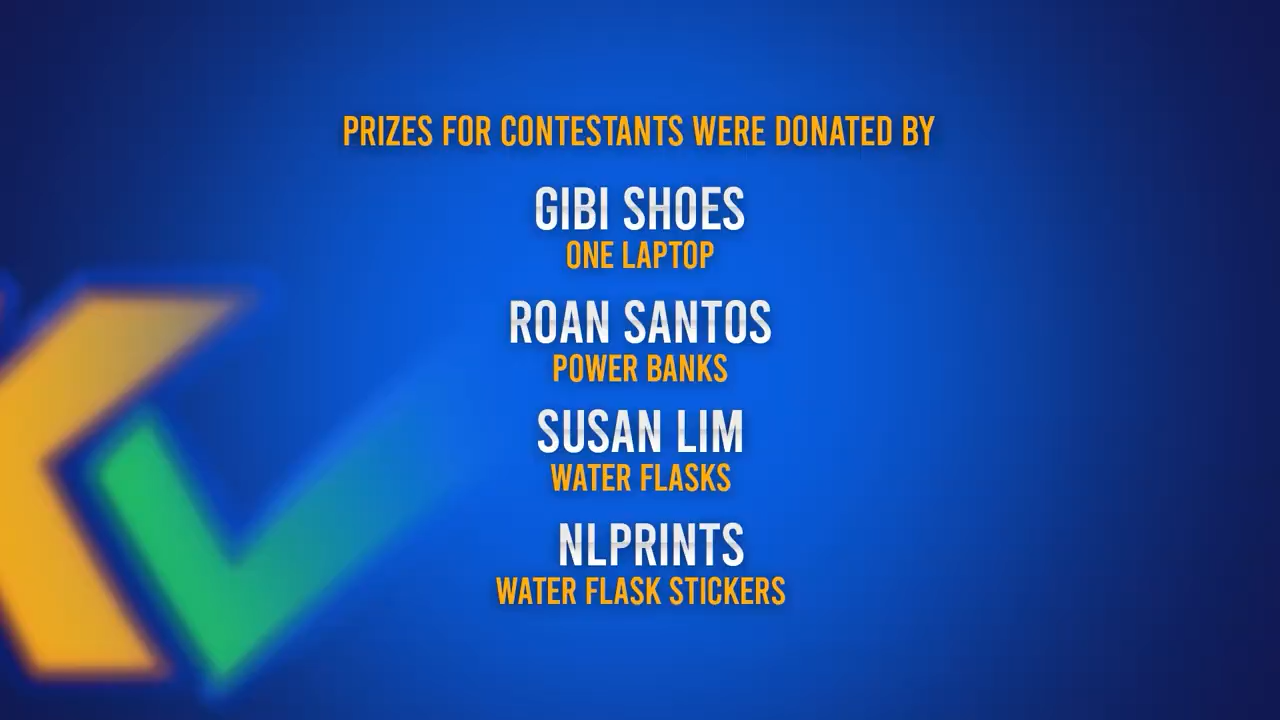 PRIZES FOR CONTESTANTS WERE DONATED BY
GIBI SHOES
ONE LAPTOP
ROAN SANTOS
POWER BANKS
SUSAN LIM
WATER FLASKS
NLPRINTS
WATER FLASK STICKERS